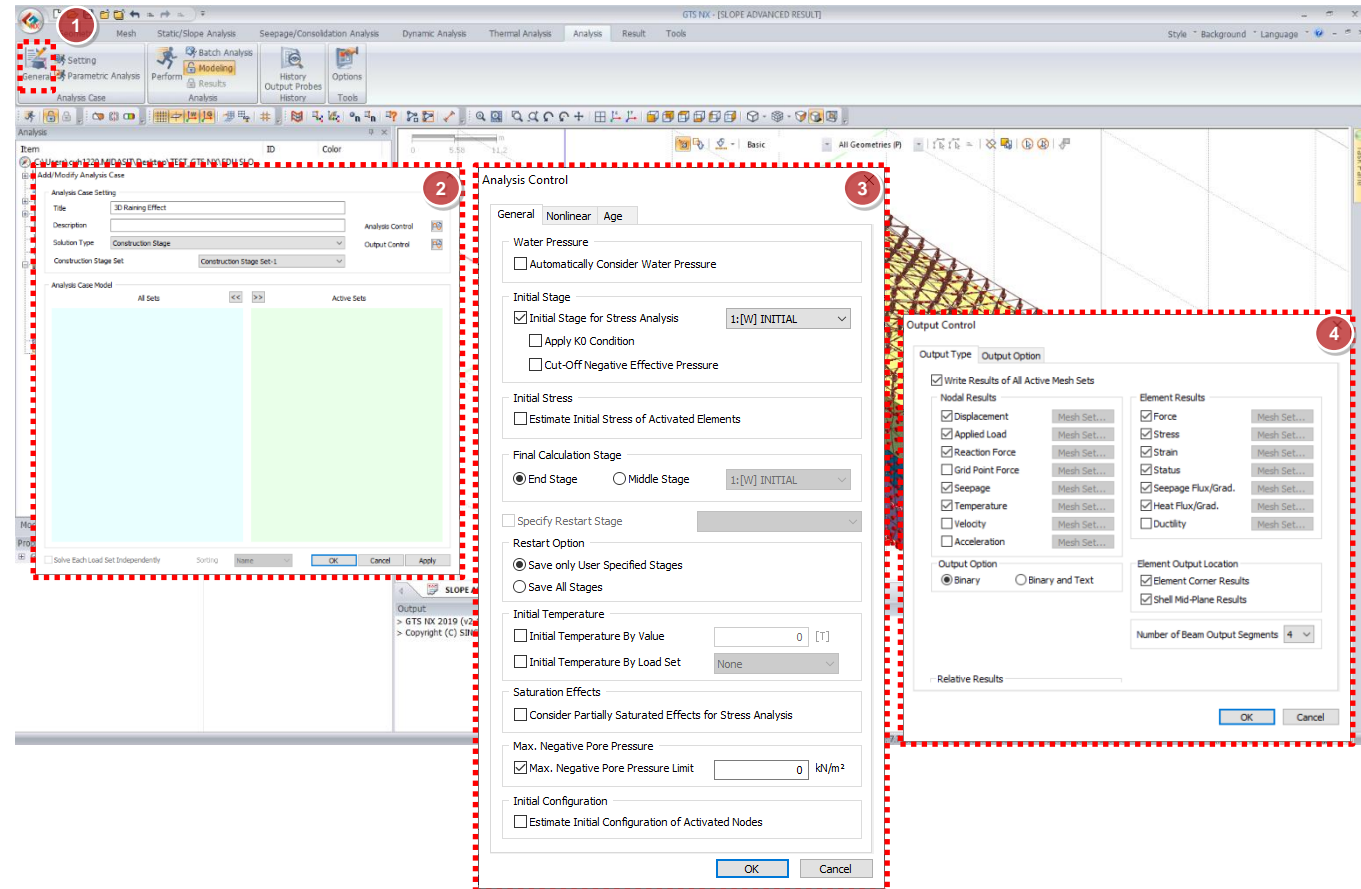 GTS NX - [SLOPE ADVANCED RESULT]
1
Mesh Static/Slope Analysis Seepage/Consolidation Analysis Dynamic Analysis Thermal Analysis Analysis Result Tools
Style Background Language
General
Setting
Parametric Analysis
Analysis Case
Perform
Batch Analysis
Modeling
Results
Analysis
History
Output Probes
History
Options
Tools
Analysis
Item ID Color
0 5.58 11.2 m
Basic
All Geometries (P)
2
Add/Modify Analysis Case
Analysis Case Setting
Title 3D Raining Effect
Description
Analysis Control
Solution Type Construction Stage
Output Control
Construction Stage Set Construction Stage Set-1
Analysis Case Model
All Sets << >> Active Sets
Solve Each Load Set Independently Sorting Name OK Cancel Apply
Output
> GTS NX 2019 (v2
> Copyright (C) SIN
3
Analysis Control
General Nonlinear Age
Water Pressure
Automatically Consider Water Pressure
Initial Stage
Initial Stage for Stress Analysis 1:[W] INITIAL
Apply K0 Condition
Cut-Off Negative Effective Pressure
Initial Stress
Estimate Initial Stress of Activated Elements
Final Calculation Stage
End Stage Middle Stage 1:[W] INITIAL
Specify Restart Stage
Restart Option
Save only User Specified Stages
Save All Stages
Initial Temperature
Initial Temperature By Value 0 [T]
Initial Temperature By Load Set None
Saturation Effects
Consider Partially Saturated Effects for Stress Analysis
Max. Negative Pore Pressure
Max. Negative Pore Pressure Limit 0 kN/m²
Initial Configuration
Estimate Initial Configuration of Activated Nodes
OK Cancel
4
Output Control
Output Type Output Option
Write Results of All Active Mesh Sets
Nodal Results
Displacement Mesh Set...
Applied Load Mesh Set...
Reaction Force Mesh Set...
Grid Point Force Mesh Set...
Seepage Mesh Set...
Temperature Mesh Set...
Velocity Mesh Set...
Acceleration Mesh Set...
Element Results
Force Mesh Set...
Stress Mesh Set...
Strain Mesh Set...
Status Mesh Set...
Seepage Flux/Grad. Mesh Set...
Heat Flux/Grad. Mesh Set...
Ductility Mesh Set...
Output Option
Binary Binary and Text
Element Output Location
Element Corner Results
Shell Mid-Plane Results
Number of Beam Output Segments 4
Relative Results
OK Cancel